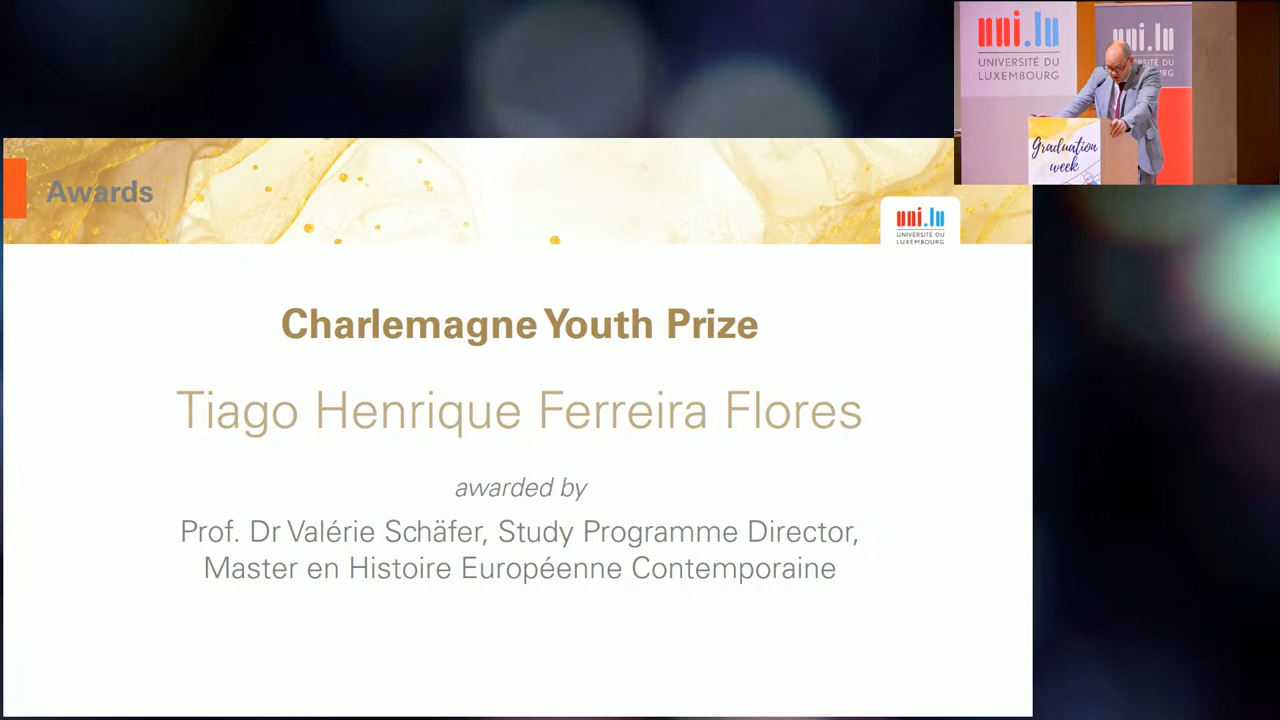 Awards
uni.lu
UNIVERSITÉ DU
LUXEMBOURG
Charlemagne Youth Prize
Tiago Henrique Ferreira Flores
awarded by
Prof. Dr Valérie Schäfer, Study Programme Director,
Master en Histoire Européenne Contemporaine
uni.lu
UNIVERSITÉ DU
LUXEMBOURG
uni.lu
Graduation
week